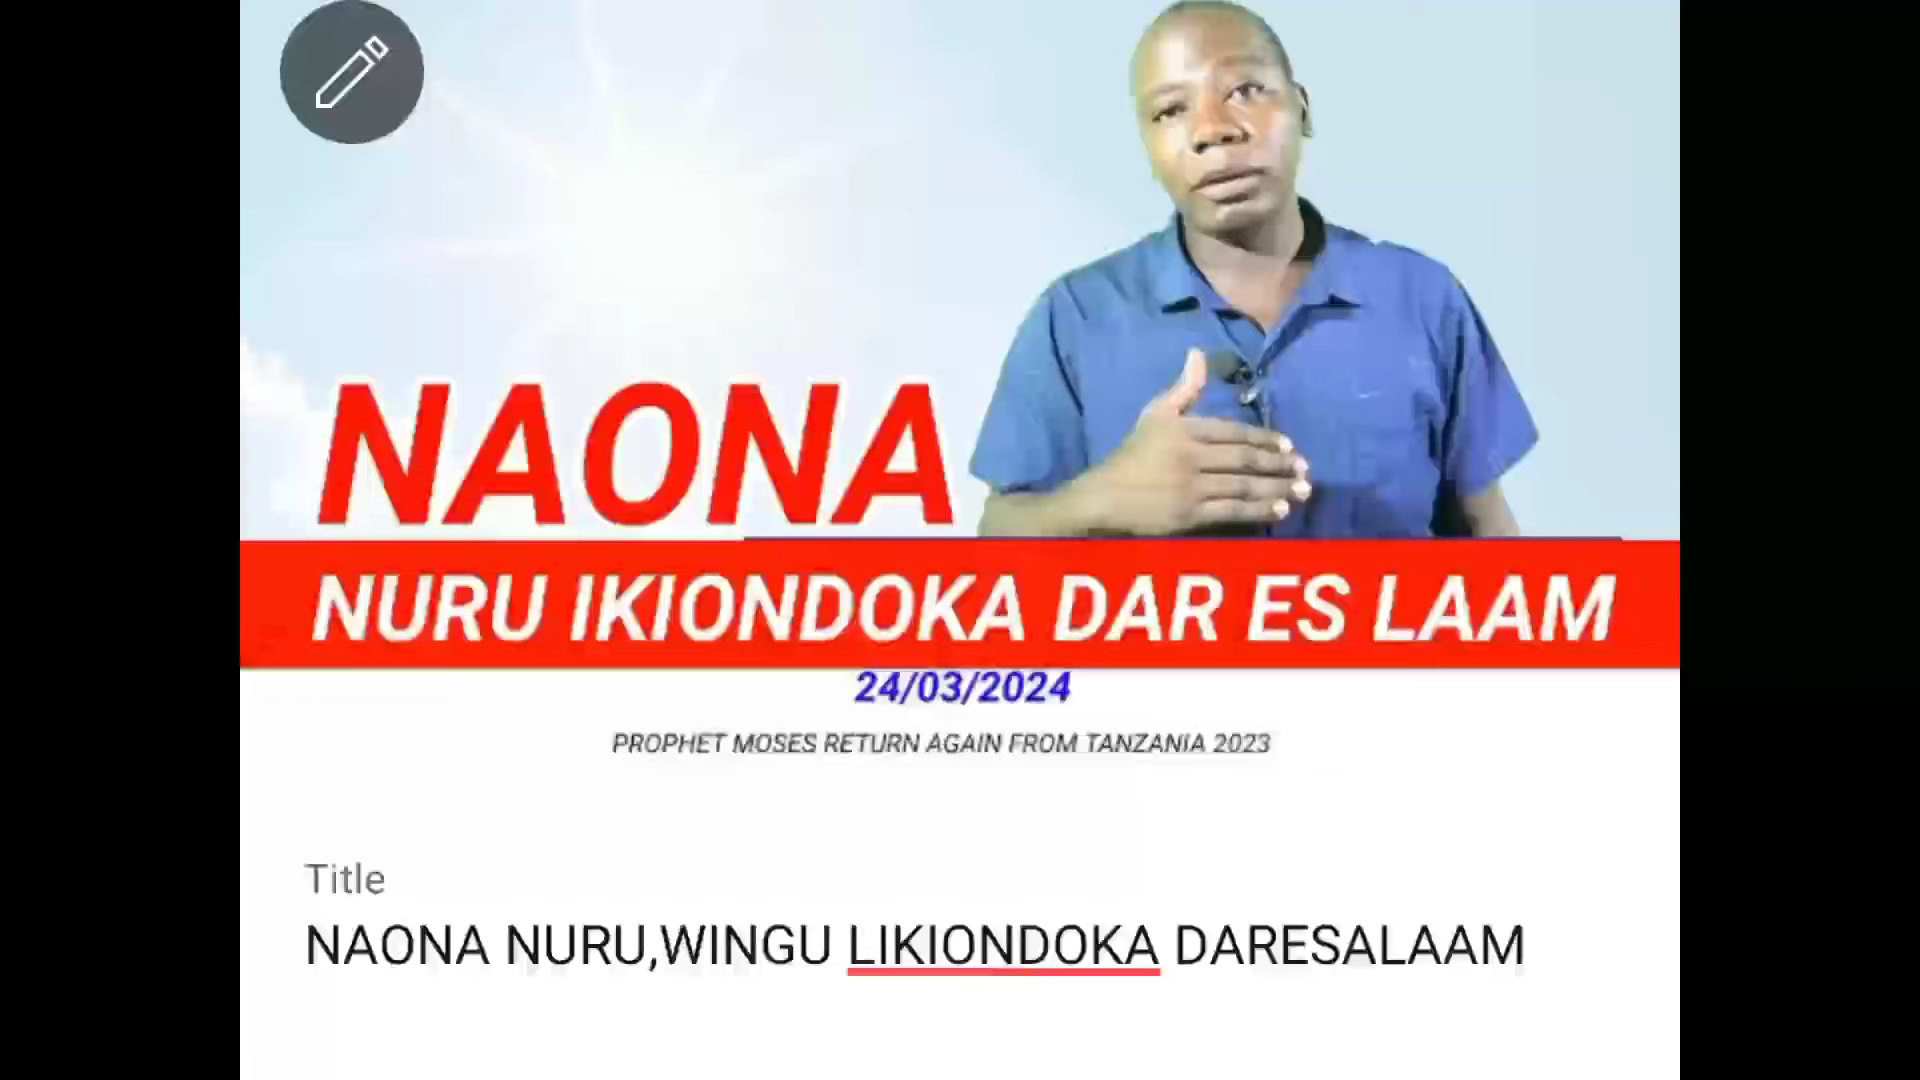 NAONA
NURU IKIONDOKA DAR ES LAAM
24/03/2024
PROPHET MOSES RETURN AGAIN FROM TANZANIA 2023
Title
NAONA NURU,WINGU LIKIONDOKA DARESALAAM